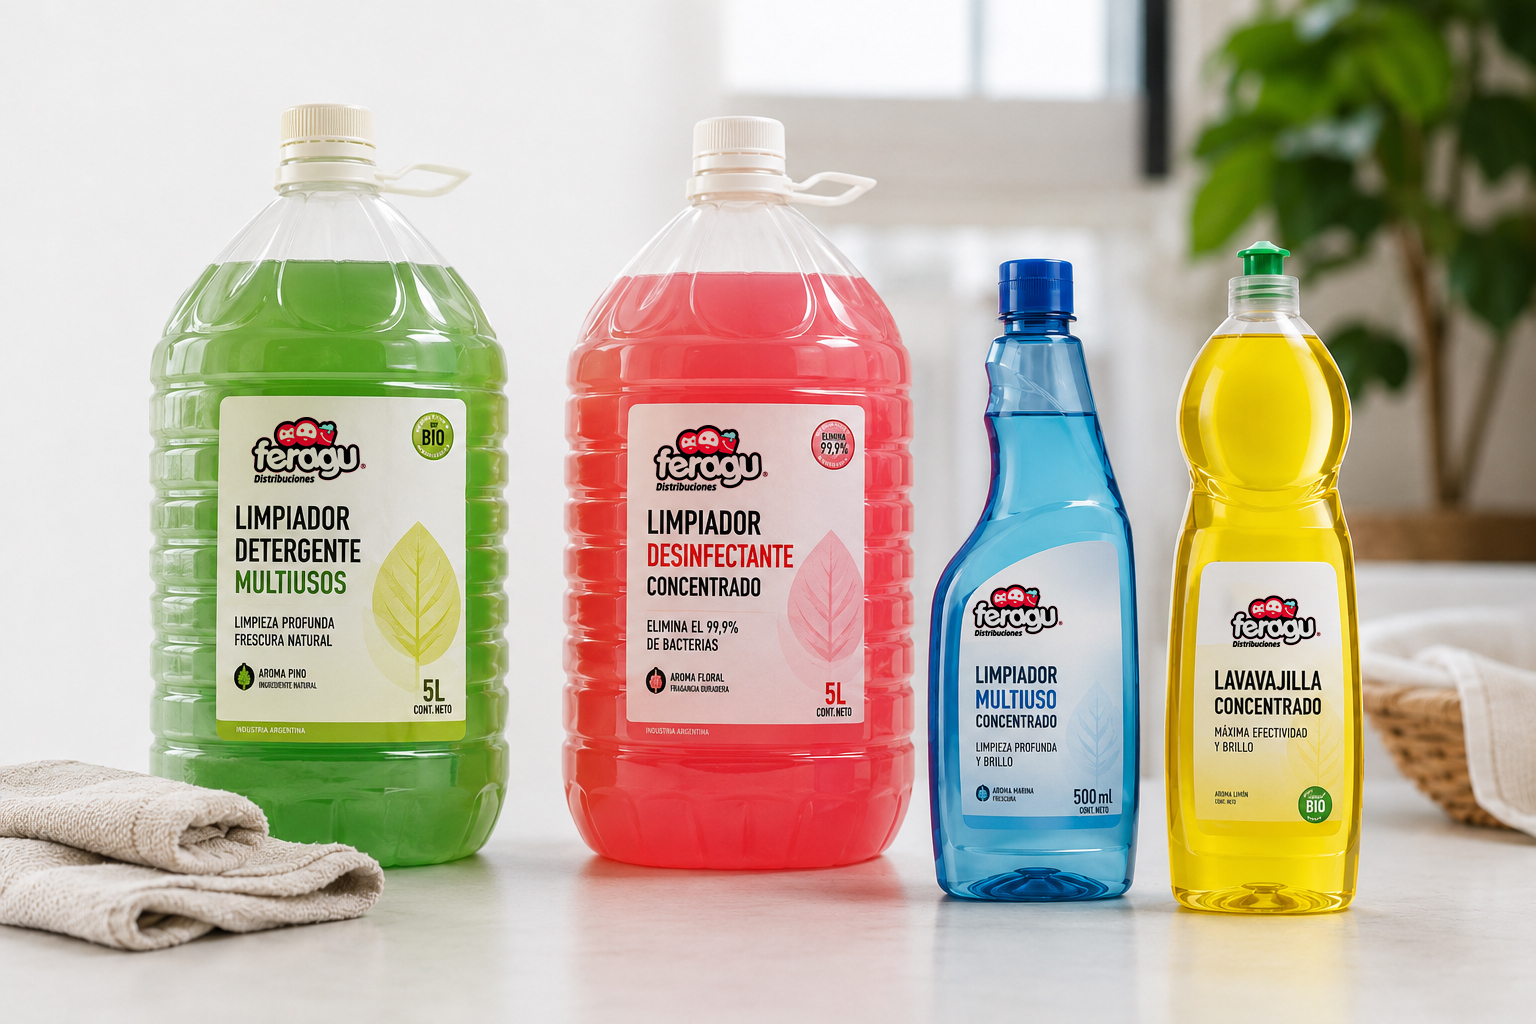 feragu®
Distribuciones
BIO
LIMPIADOR
DETERGENTE
MULTIUSOS
LIMPIEZA PROFUNDA
FRESCURA NATURAL
AROMA PINO
INGREDIENTE NATURAL
5L
CONT. NETO
INDUSTRIA ARGENTINA
feragu®
Distribuciones
ELIMINA
99,9%
LIMPIADOR
DESINFECTANTE
CONCENTRADO
ELIMINA EL 99,9%
DE BACTERIAS
AROMA FLORAL
FRAGANCIA DURADERA
5L
CONT. NETO
INDUSTRIA ARGENTINA
feragu®
Distribuciones
LIMPIADOR
MULTIUSO
CONCENTRADO
LIMPIEZA PROFUNDA
Y BRILLO
AROMA MARINA
FRESCURA
500 ml
CONT. NETO
feragu®
Distribuciones
LAVAVAJILLA
CONCENTRADO
MÁXIMA EFECTIVIDAD
Y BRILLO
AROMA LIMÓN
CONT. NETO
BIO